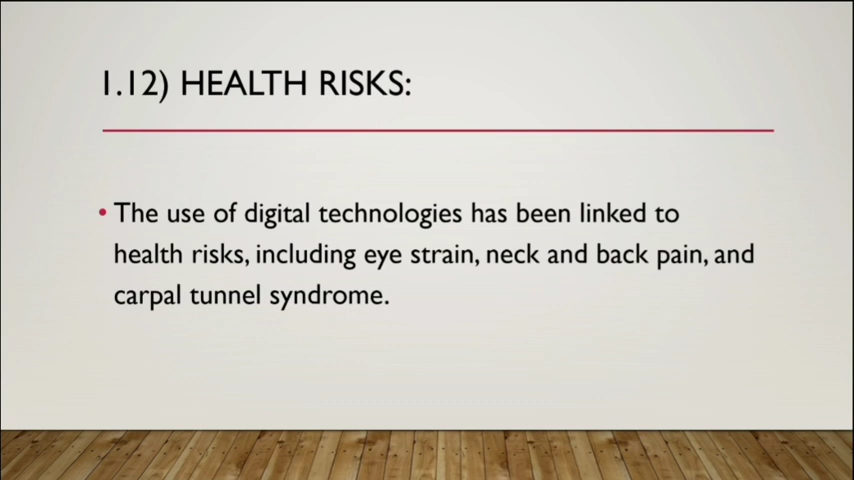 1.12) HEALTH RISKS:
• The use of digital technologies has been linked to
health risks, including eye strain, neck and back pain, and
carpal tunnel syndrome.